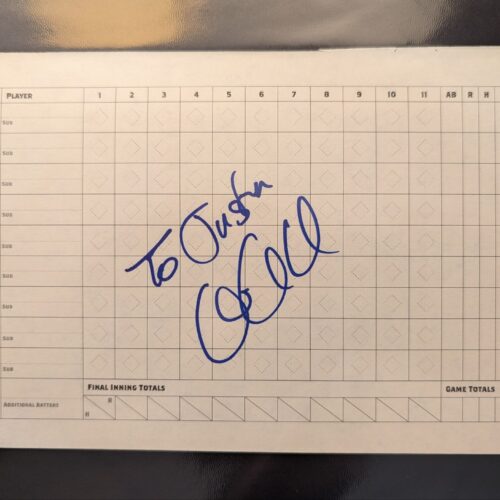 PLAYER 1 2 3 4 5 6 7 8 9 10 11 AB R H
SUB
SUB
SUB
SUB
To Justin
SUB
SUB
SUB
SUB
SUB
FINAL INNING TOTALS GAME TOTALS
ADDITIONAL BATTERS H R